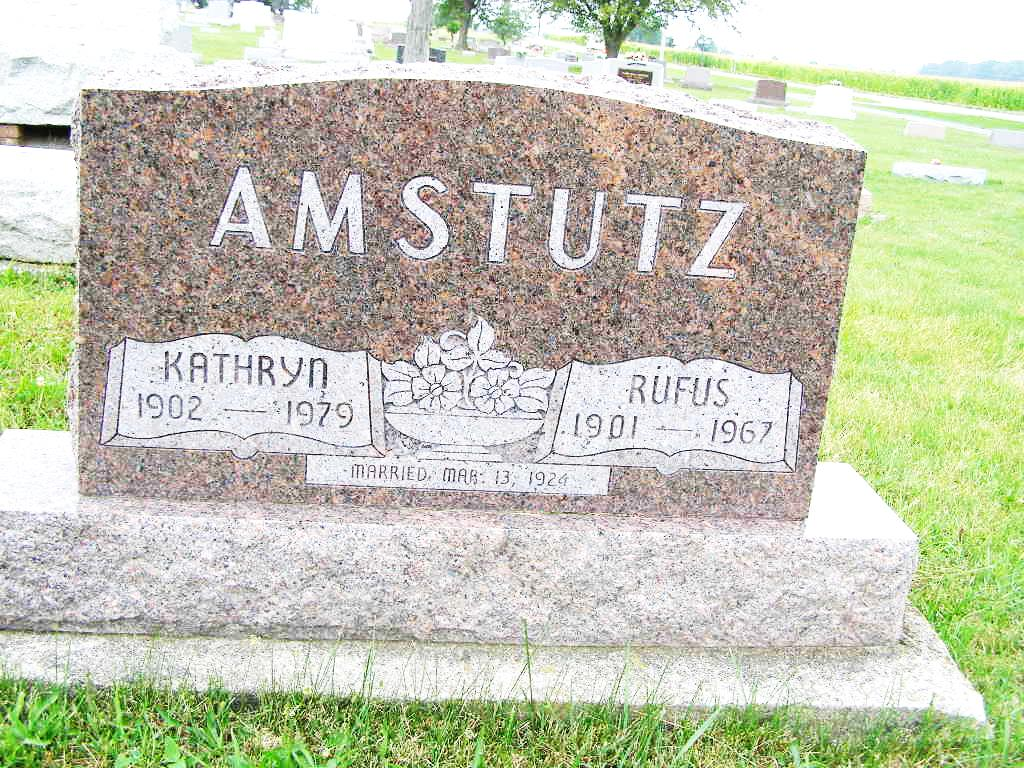 AMSTUTZ
KATHRYN
1902 — 1979
RUFUS
1901 — 1967
MARRIED MAR. 13, 1924